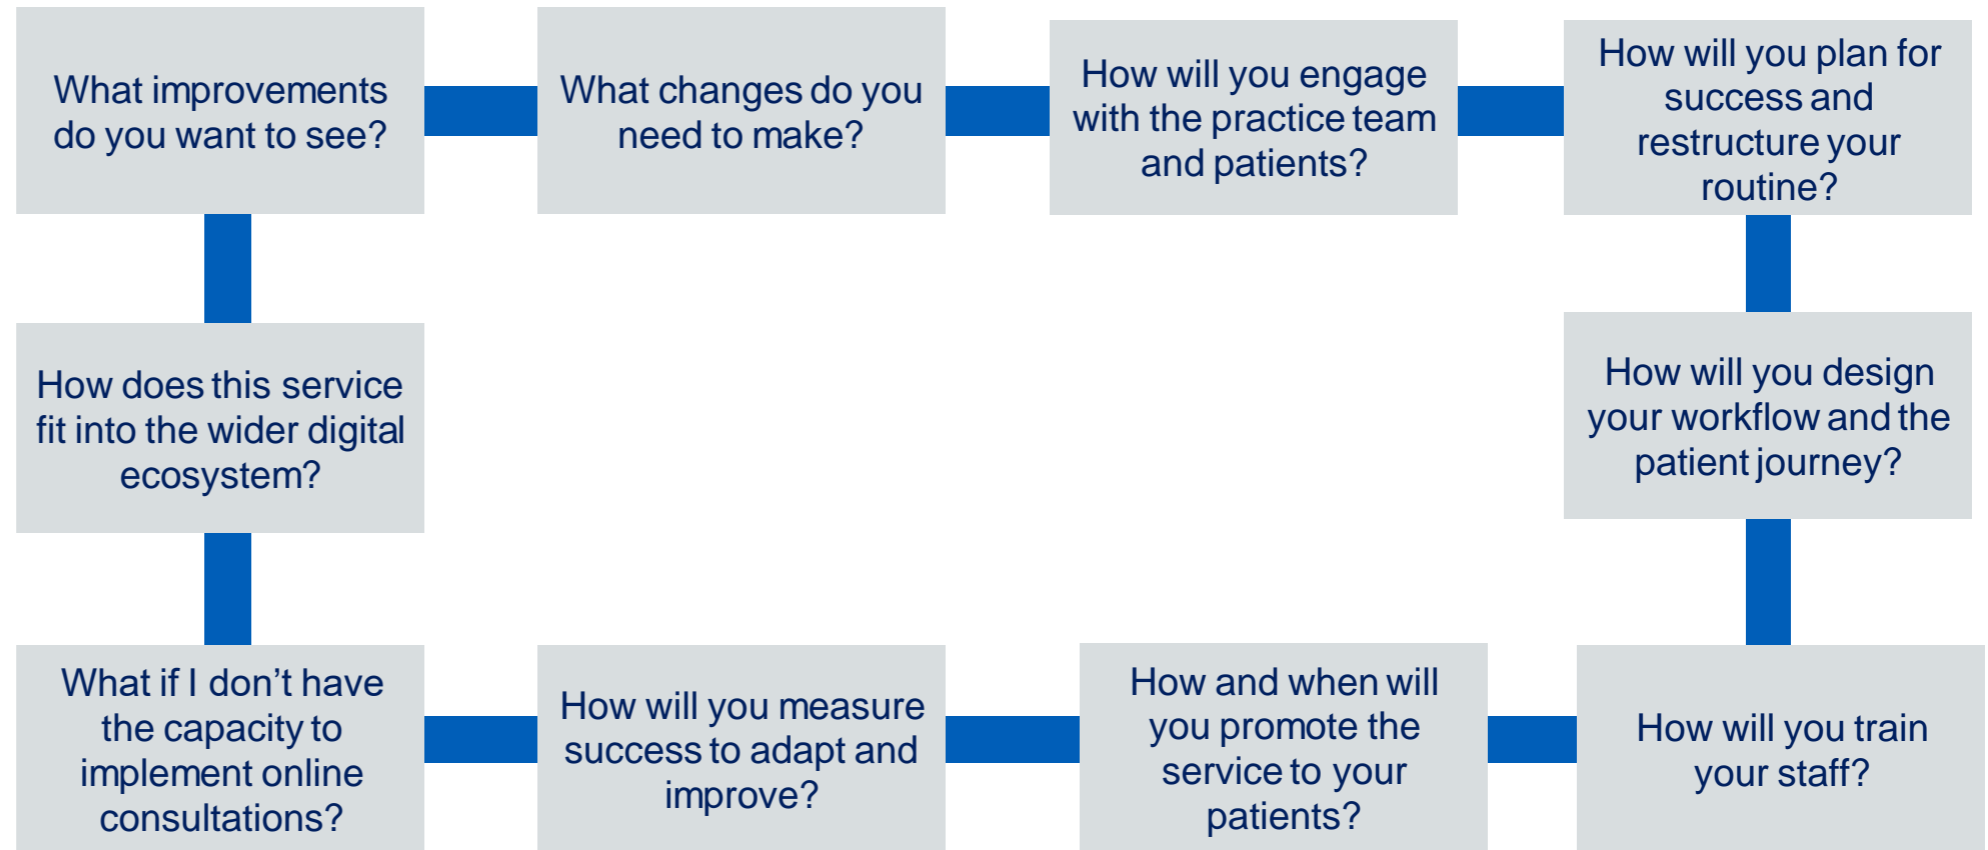 What improvements
do you want to see?
What changes do you
need to make?
How will you engage
with the practice team
and patients?
How will you plan for
success and
restructure your
routine?
How does this service
fit into the wider digital
ecosystem?
How will you design
your workflow and the
patient journey?
What if I don’t have
the capacity to
implement online
consultations?
How will you measure
success to adapt and
improve?
How and when will
you promote the
service to your
patients?
How will you train
your staff?